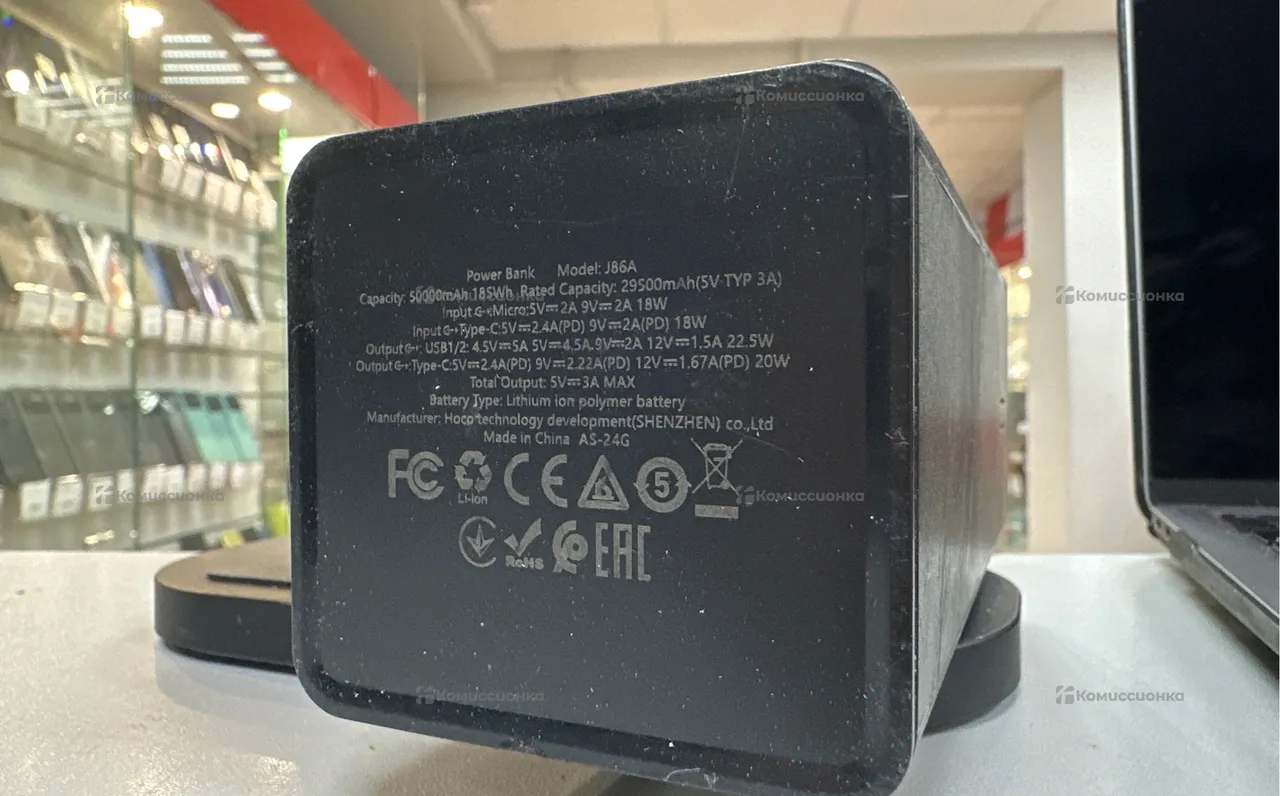 Комиссионка
Комиссионка
Power Bank Model: J86A
Capacity: 50000mAh 185Wh Rated Capacity: 29500mAh(5V TYP 3A)
Input Micro:5V⎓2A 9V⎓2A 18W
Input Type-C:5V⎓2.4A(PD) 9V⎓2A(PD) 18W
Output USB1/2: 4.5V⎓5A 5V⎓4.5A 9V⎓2A 12V⎓1.5A 22.5W
Output Type-C:5V⎓2.4A(PD) 9V⎓2.22A(PD) 12V⎓1.67A(PD) 20W
Total Output: 5V⎓3A MAX
Battery Type: Lithium ion polymer battery
Manufacturer: Hoco technology development(SHENZHEN) co.,Ltd
Made in China AS-24G
FC CE 5
Li-ion
RoHS EAC
Комиссионка
Комиссионка
Комиссионка
Комиссионка
Комиссионка